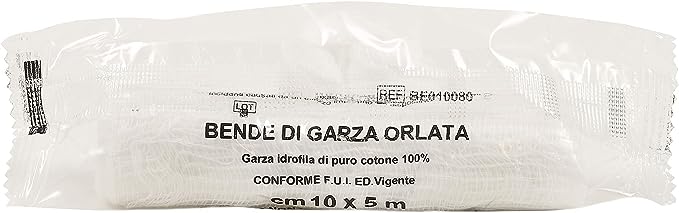 REF BE010080
LOT
BENDE DI GARZA ORLATA
Garza idrofila di puro cotone 100%
CONFORME F.U.I. ED.Vigente
cm 10 x 5 m